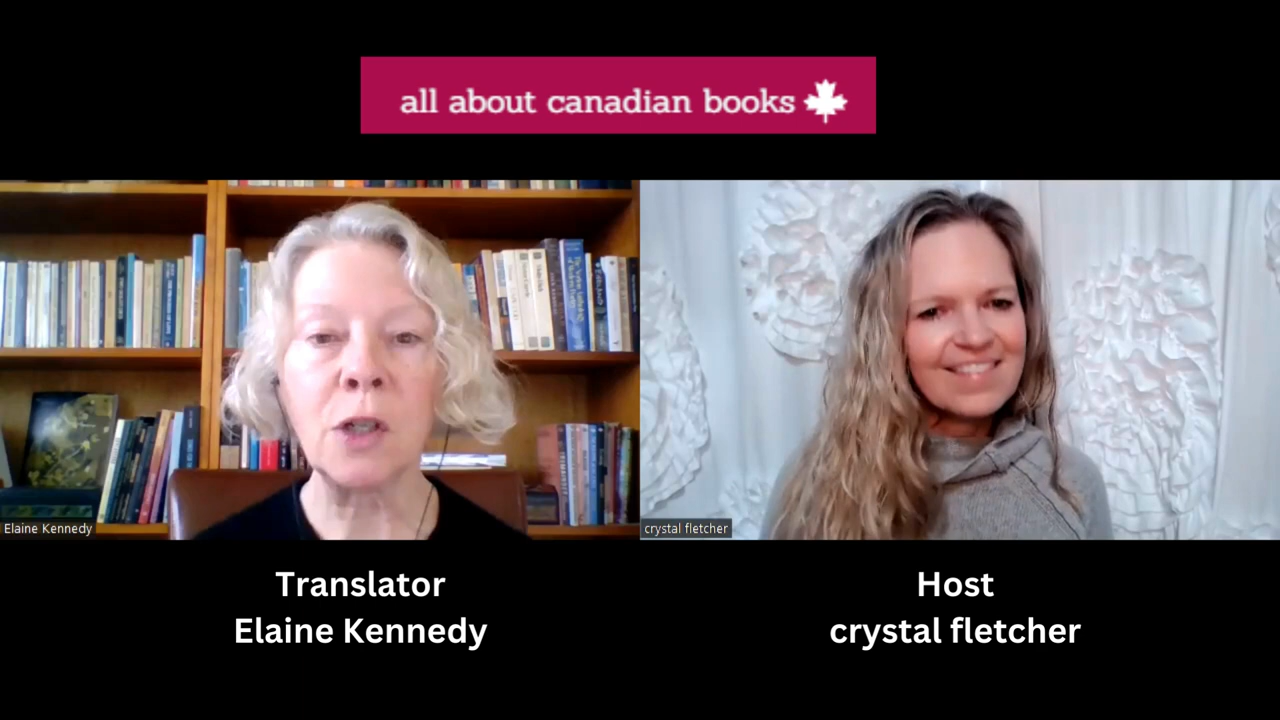 all about canadian books
Elaine Kennedy
crystal fletcher
Translator
Elaine Kennedy
Host
crystal fletcher